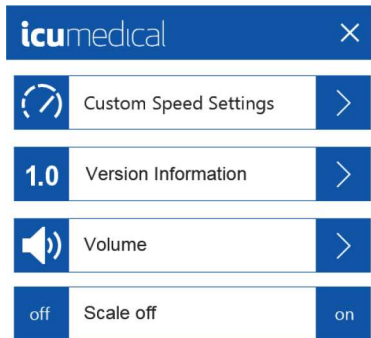 icumedical
Custom Speed Settings
1.0 Version Information
Volume
off Scale off on